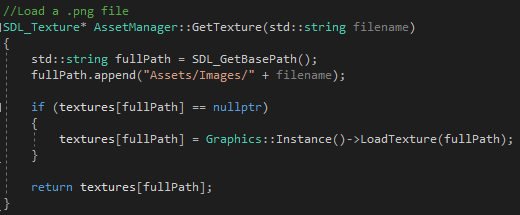 //Load a .png file
SDL_Texture* AssetManager::GetTexture(std::string filename)
{
    std::string fullPath = SDL_GetBasePath();
    fullPath.append("Assets/Images/" + filename);
    if (textures[fullPath] == nullptr)
    {
        textures[fullPath] = Graphics::Instance()->LoadTexture(fullPath);
    }
    return textures[fullPath];
}